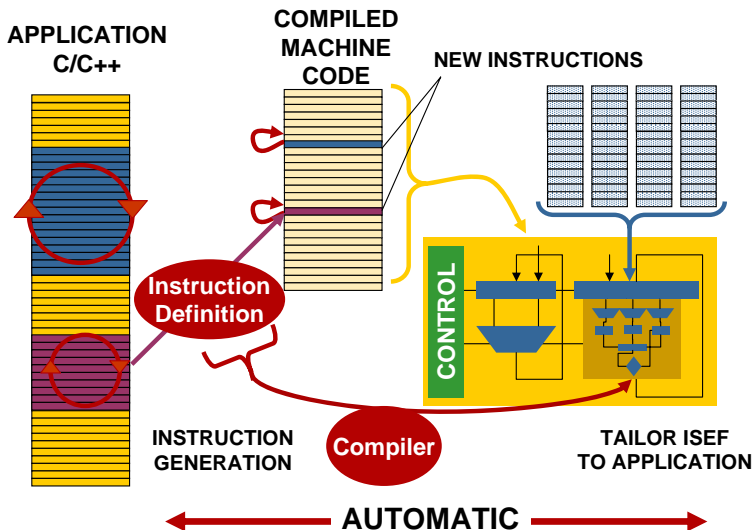 APPLICATION
C/C++
COMPILED
MACHINE
CODE
NEW INSTRUCTIONS
Instruction
Definition
CONTROL
INSTRUCTION
GENERATION
Compiler
TAILOR ISEF
TO APPLICATION
AUTOMATIC